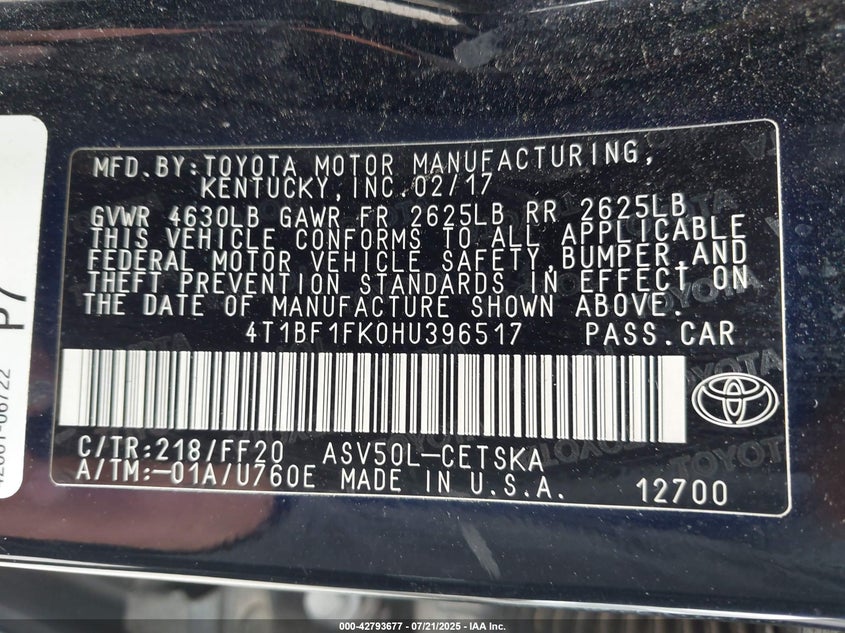 MFD.BY:TOYOTA MOTOR MANUFACTURING,
KENTUCKY,INC.02/17
GVWR 4630LB GAWR FR 2625LB RR 2625LB
THIS VEHICLE CONFORMS TO ALL APPLICABLE
FEDERAL MOTOR VEHICLE SAFETY,BUMPER,AND
THEFT PREVENTION STANDARDS IN EFFECT ON
THE DATE OF MANUFACTURE SHOWN ABOVE.
4T1BF1FK0HU396517 PASS.CAR
C/TR:218/FF20 ASV50L-CETSKA
A/TM:-01A/U760E MADE IN U.S.A. 12700
P7
000-42793677 - 07/21/2025 - IAA Inc.